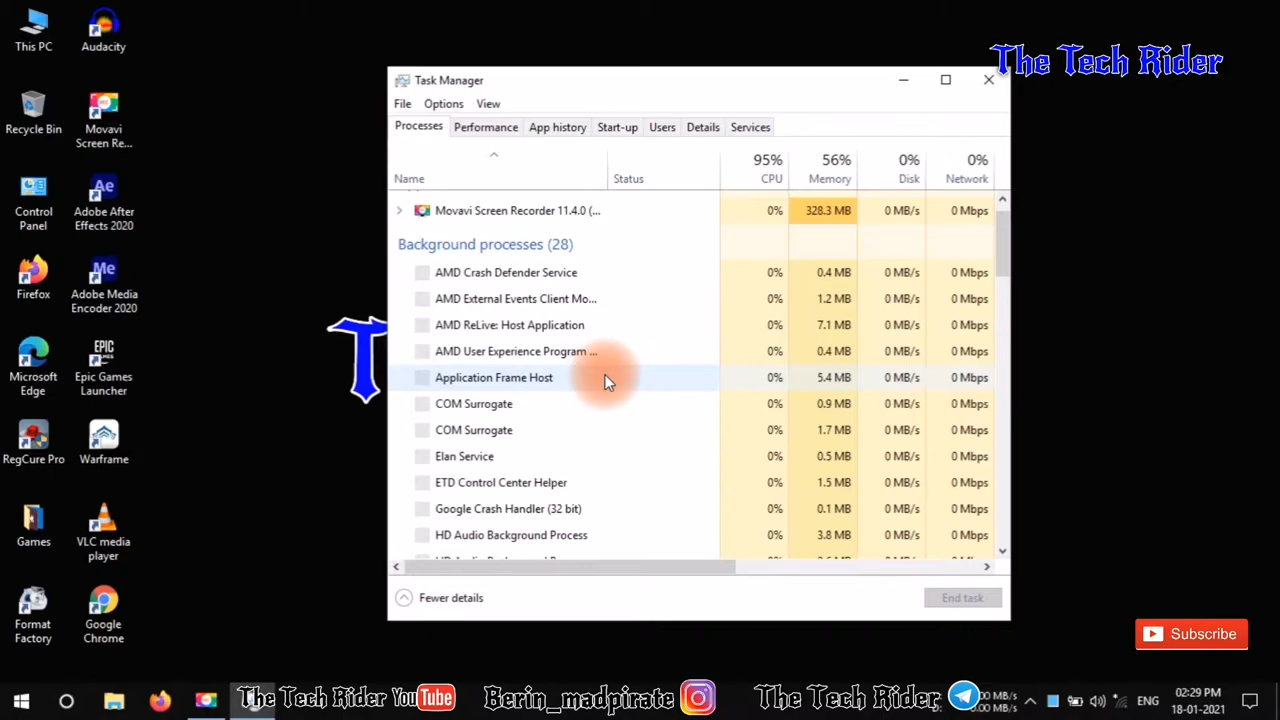 This PC
Audacity
Recycle Bin
Movavi
Screen Re...
Control
Panel
Adobe After
Effects 2020
Firefox
Adobe Media
Encoder 2020
Microsoft
Edge
EPIC
GAMES
Epic Games
Launcher
RegCure Pro
Warframe
Games
VLC media
player
Format
Factory
Google
Chrome
The Tech Rider
T
Task Manager
File Options View
Processes Performance App history Start-up Users Details Services
95% 56% 0% 0%
Name Status CPU Memory Disk Network
Movavi Screen Recorder 11.4.0 (... 0% 328.3 MB 0 MB/s 0 Mbps
Background processes (28)
AMD Crash Defender Service 0% 0.4 MB 0 MB/s 0 Mbps
AMD External Events Client Mo... 0% 1.2 MB 0 MB/s 0 Mbps
AMD ReLive: Host Application 0% 7.1 MB 0 MB/s 0 Mbps
AMD User Experience Program ... 0% 0.4 MB 0 MB/s 0 Mbps
Application Frame Host 0% 5.4 MB 0 MB/s 0 Mbps
COM Surrogate 0% 0.9 MB 0 MB/s 0 Mbps
COM Surrogate 0% 1.7 MB 0 MB/s 0 Mbps
Elan Service 0% 0.5 MB 0 MB/s 0 Mbps
ETD Control Center Helper 0% 1.5 MB 0 MB/s 0 Mbps
Google Crash Handler (32 bit) 0% 0.1 MB 0 MB/s 0 Mbps
HD Audio Background Process 0% 3.8 MB 0 MB/s 0 Mbps
Fewer details End task
Subscribe
The Tech Rider YouTube Berin_madpirate The Tech Rider
ENG
02:29 PM
18-01-2021